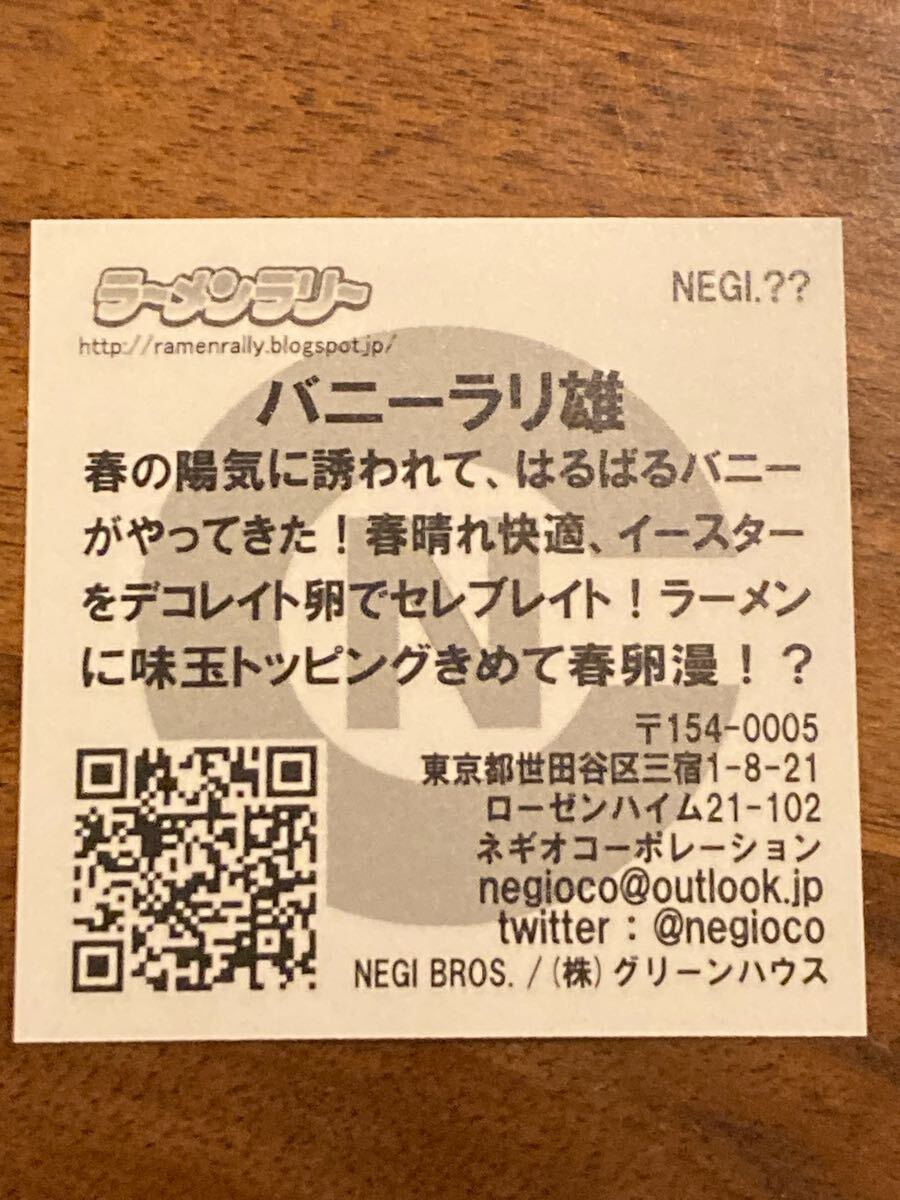 ラーメンラリー
NEGI.??
http://ramenrally.blogspot.jp/
バニーラリ雄
春の陽気に誘われて、はるばるバニー
がやってきた！春晴れ快適、イースター
をデコレイト卵でセレブレイト！ラーメン
に味玉トッピングきめて春卵漫！？
N
〒154-0005
東京都世田谷区三宿1-8-21
ローゼンハイム21-102
ネギオコーポレーション
negioco@outlook.jp
twitter : @negioco
NEGI BROS. / (株) グリーンハウス